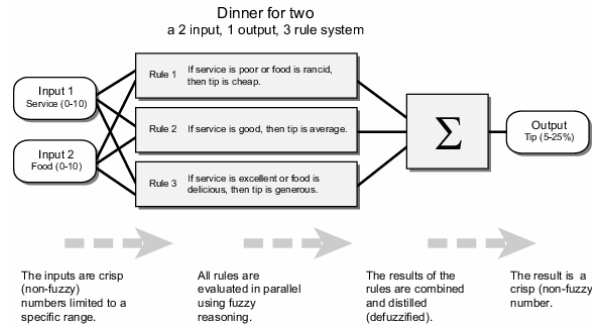 Dinner for two
a 2 input, 1 output, 3 rule system
Input 1
Service (0-10)
Input 2
Food (0-10)
Rule 1 If service is poor or food is rancid,
then tip is cheap.
Rule 2 If service is good, then tip is average.
Rule 3 If service is excellent or food is
delicious, then tip is generous.
Σ
Output
Tip (5-25%)
The inputs are crisp
(non-fuzzy)
numbers limited to a
specific range.
All rules are
evaluated in parallel
using fuzzy
reasoning.
The results of the
rules are combined
and distilled
(defuzzified).
The result is a
crisp (non-fuzzy)
number.